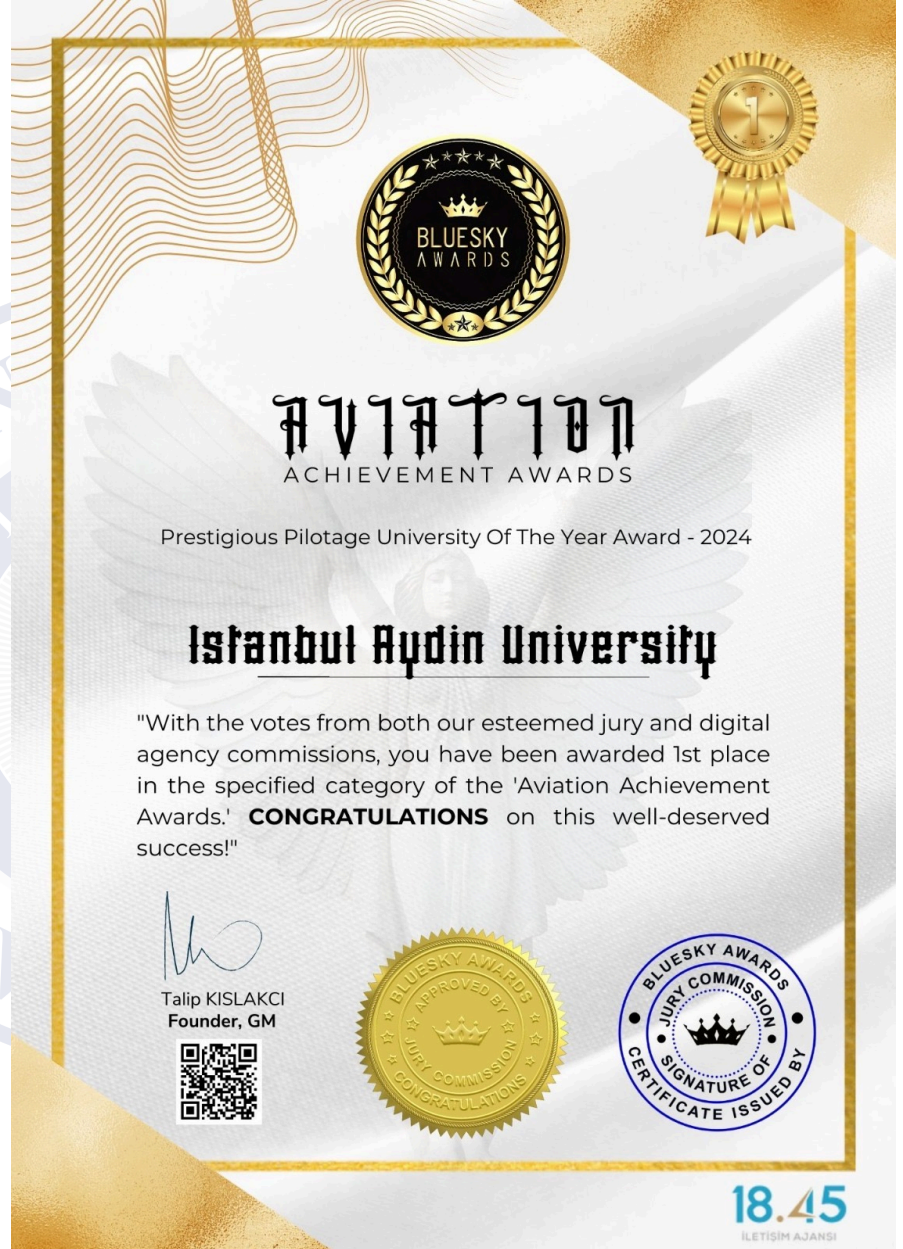 1
BLUESKY
AWARDS
AVIATION
ACHIEVEMENT AWARDS
Prestigious Pilotage University Of The Year Award - 2024
Istanbul Aydin University
"With the votes from both our esteemed jury and digital
agency commissions, you have been awarded 1st place
in the specified category of the 'Aviation Achievement
Awards.' CONGRATULATIONS on this well-deserved
success!"
Talip KISLAKCI
Founder, GM
BLUESKY AWARDS
APPROVED BY
JURY COMMISSION
CONGRATULATIONS
BLUESKY AWARDS
JURY COMMISSION
SIGNATURE OF
CERTIFICATE ISSUED BY
18.45
İLETİŞİM AJANSI